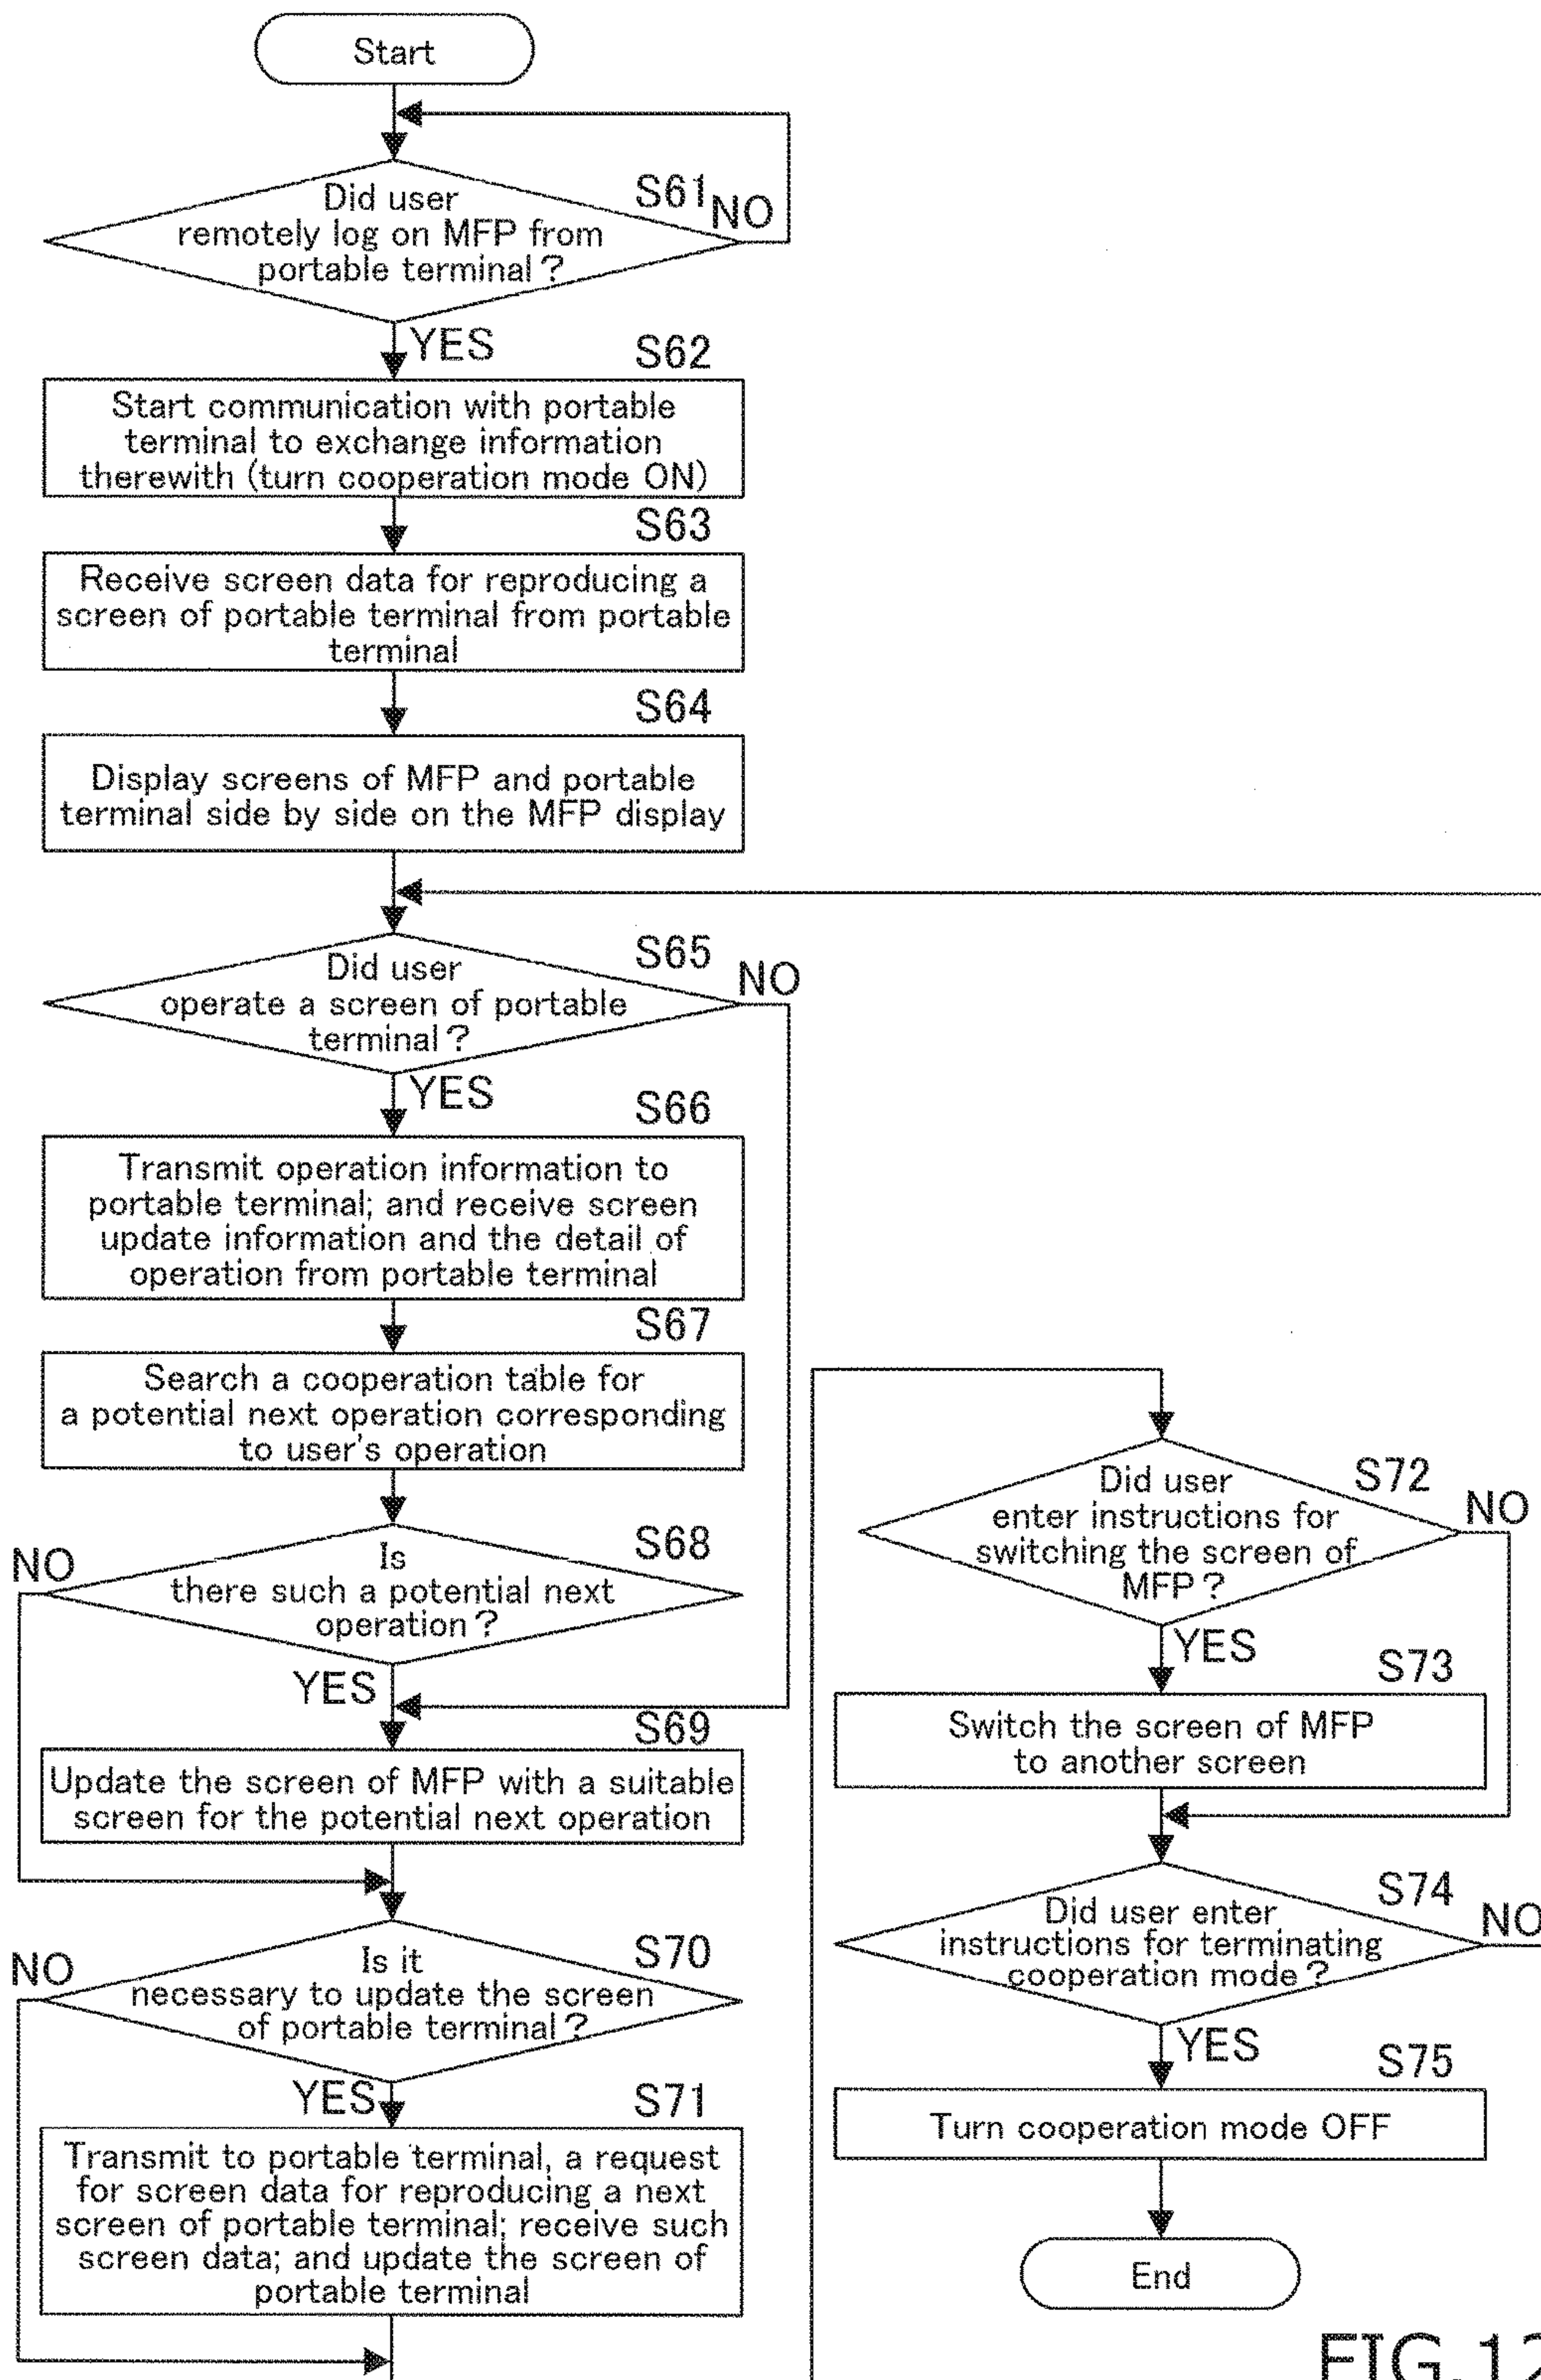 Start
S61
Did user
remotely log on MFP from
portable terminal?
NO
YES
S62
Start communication with portable
terminal to exchange information
therewith (turn cooperation mode ON)
S63
Receive screen data for reproducing a
screen of portable terminal from portable
terminal
S64
Display screens of MFP and portable
terminal side by side on the MFP display
S65
Did user
operate a screen of portable
terminal?
NO
YES
S66
Transmit operation information to
portable terminal; and receive screen
update information and the detail of
operation from portable terminal
S67
Search a cooperation table for
a potential next operation corresponding
to user's operation
S68
Is
there such a potential next
operation?
NO
YES
S69
Update the screen of MFP with a suitable
screen for the potential next operation
S70
Is it
necessary to update the screen
of portable terminal?
NO
YES
S71
Transmit to portable terminal, a request
for screen data for reproducing a next
screen of portable terminal; receive such
screen data; and update the screen of
portable terminal
S72
Did user
enter instructions for
switching the screen of
MFP?
NO
YES
S73
Switch the screen of MFP
to another screen
S74
Did user enter
instructions for terminating
cooperation mode?
NO
YES
S75
Turn cooperation mode OFF
End
FIG.12